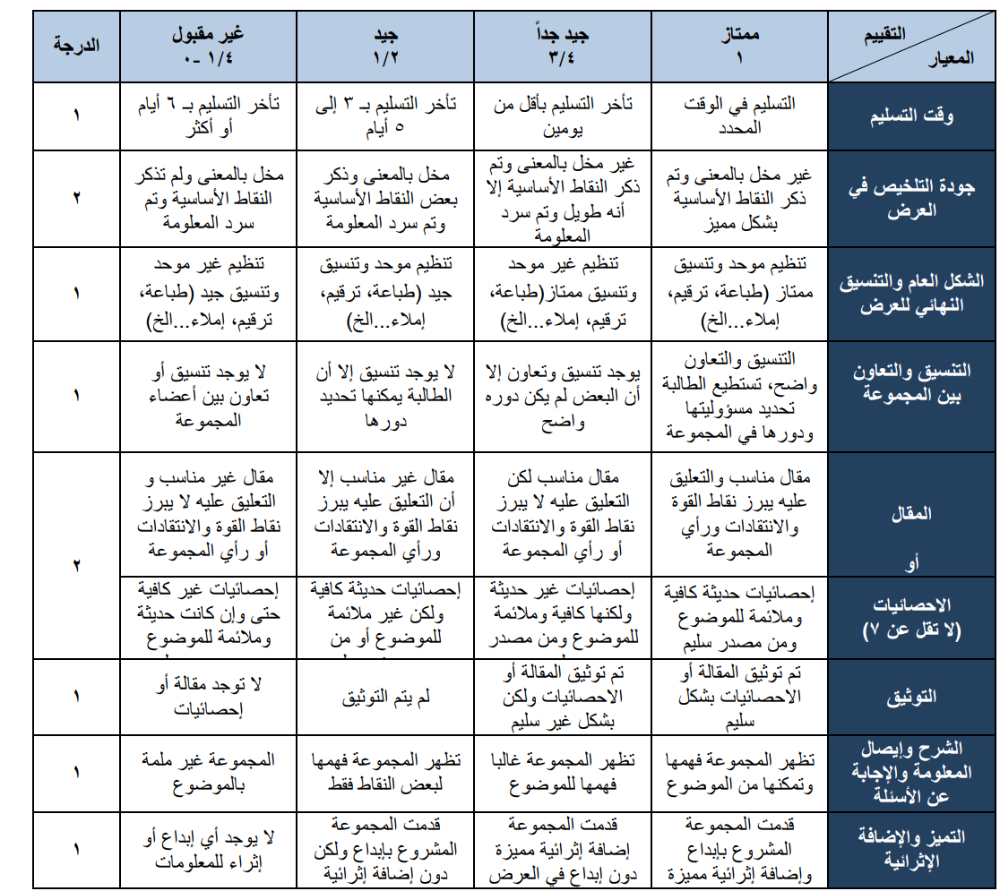 التقييم
المعيار
ممتاز
١
جيد جداً
٣/٤
جيد
١/٢
غير مقبول
١/٤ -٠
الدرجة
وقت التسليم
التسليم في الوقت
المحدد
تأخر التسليم بأقل من
يومين
تأخر التسليم بـ ٣ إلى
٥ أيام
تأخر التسليم بـ ٦ أيام
أو أكثر
١
جودة التلخيص في
العرض
غير مخل بالمعنى وتم
ذكر النقاط الأساسية
بشكل مميز
غير مخل بالمعنى وتم
ذكر النقاط الأساسية إلا
أنه طويل وتم سرد
المعلومة
مخل بالمعنى وذكر
بعض النقاط الأساسية
وتم سرد المعلومة
مخل بالمعنى ولم تذكر
النقاط الأساسية وتم
سرد المعلومة
٢
الشكل العام والتنسيق
النهائي للعرض
تنظيم موحد وتنسيق
ممتاز (طباعة، ترقيم،
إملاء...الخ)
تنظيم غير موحد
وتنسيق ممتاز(طباعة،
ترقيم، إملاء...الخ)
تنظيم موحد وتنسيق
جيد (طباعة، ترقيم،
إملاء...الخ)
تنظيم غير موحد
وتنسيق جيد (طباعة،
ترقيم، إملاء...الخ)
١
التنسيق والتعاون
بين المجموعة
التنسيق والتعاون
واضح، تستطيع الطالبة
تحديد مسؤوليتها
ودورها في المجموعة
يوجد تنسيق وتعاون إلا
أن البعض لم يكن دوره
واضح
لا يوجد تنسيق إلا أن
الطالبة يمكنها تحديد
دورها
لا يوجد تنسيق أو
تعاون بين أعضاء
المجموعة
١
المقال
أو
مقال مناسب والتعليق
عليه يبرز نقاط القوة
والانتقادات ورأي
المجموعة
مقال مناسب لكن
التعليق عليه لا يبرز
نقاط القوة والانتقادات
أو رأي المجموعة
مقال غير مناسب إلا
أن التعليق عليه يبرز
نقاط القوة والانتقادات
ورأي المجموعة
مقال غير مناسب و
التعليق عليه لا يبرز
نقاط القوة والانتقادات
أو رأي المجموعة
٢
الاحصائيات
(لا تقل عن ٧)
إحصائيات حديثة كافية
وملائمة للموضوع
ومن مصدر سليم
إحصائيات غير حديثة
ولكنها كافية وملائمة
للموضوع ومن مصدر
إحصائيات حديثة كافية
ولكن غير ملائمة
للموضوع أو من
إحصائيات غير كافية
حتى وإن كانت حديثة
وملائمة للموضوع
التوثيق
تم توثيق المقالة أو
الاحصائيات بشكل
سليم
تم توثيق المقالة أو
الاحصائيات ولكن
بشكل غير سليم
لم يتم التوثيق
لا توجد مقالة أو
إحصائيات
١
الشرح وإيصال
المعلومة والإجابة
عن الأسئلة
تظهر المجموعة فهمها
وتمكنها من الموضوع
تظهر المجموعة غالبا
فهمها للموضوع
تظهر المجموعة فهمها
لبعض النقاط فقط
المجموعة غير ملمة
بالموضوع
١
التميز والإضافة
الإثرائية
قدمت المجموعة
المشروع بإبداع
وإضافة إثرائية مميزة
قدمت المجموعة
إضافة إثرائية مميزة
دون إبداع في العرض
قدمت المجموعة
المشروع بإبداع ولكن
دون إضافة إثرائية
لا يوجد أي إبداع أو
إثراء للمعلومات
١